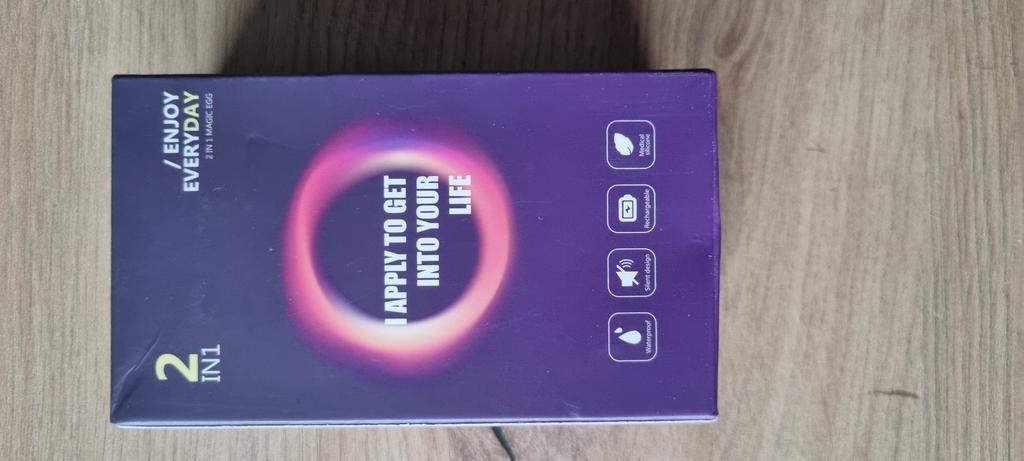 2
IN1
/ ENJOY
EVERYDAY
2 IN 1 MAGIC EGG
I APPLY TO GET
INTO YOUR
LIFE
Waterproof
Silent design
Rechargeable
Medical
silicone